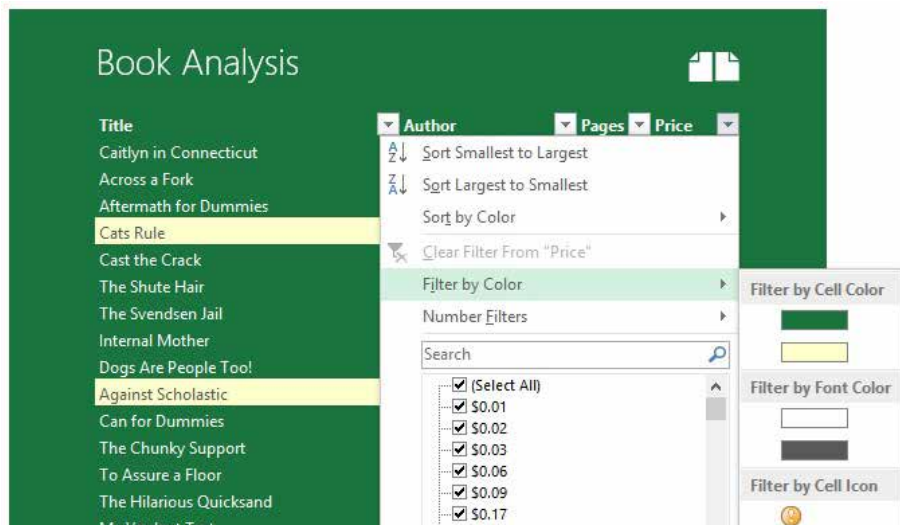 Book Analysis
Title Author Pages Price
Caitlyn in Connecticut
Across a Fork
Aftermath for Dummies
Cats Rule
Cast the Crack
The Shute Hair
The Svendsen Jail
Internal Mother
Dogs Are People Too!
Against Scholastic
Can for Dummies
The Chunky Support
To Assure a Floor
The Hilarious Quicksand
Sort Smallest to Largest
Sort Largest to Smallest
Sort by Color
Clear Filter From "Price"
Filter by Color
Number Filters
Search
(Select All)
$0.01
$0.02
$0.03
$0.06
$0.09
$0.17
Filter by Cell Color
Filter by Font Color
Filter by Cell Icon